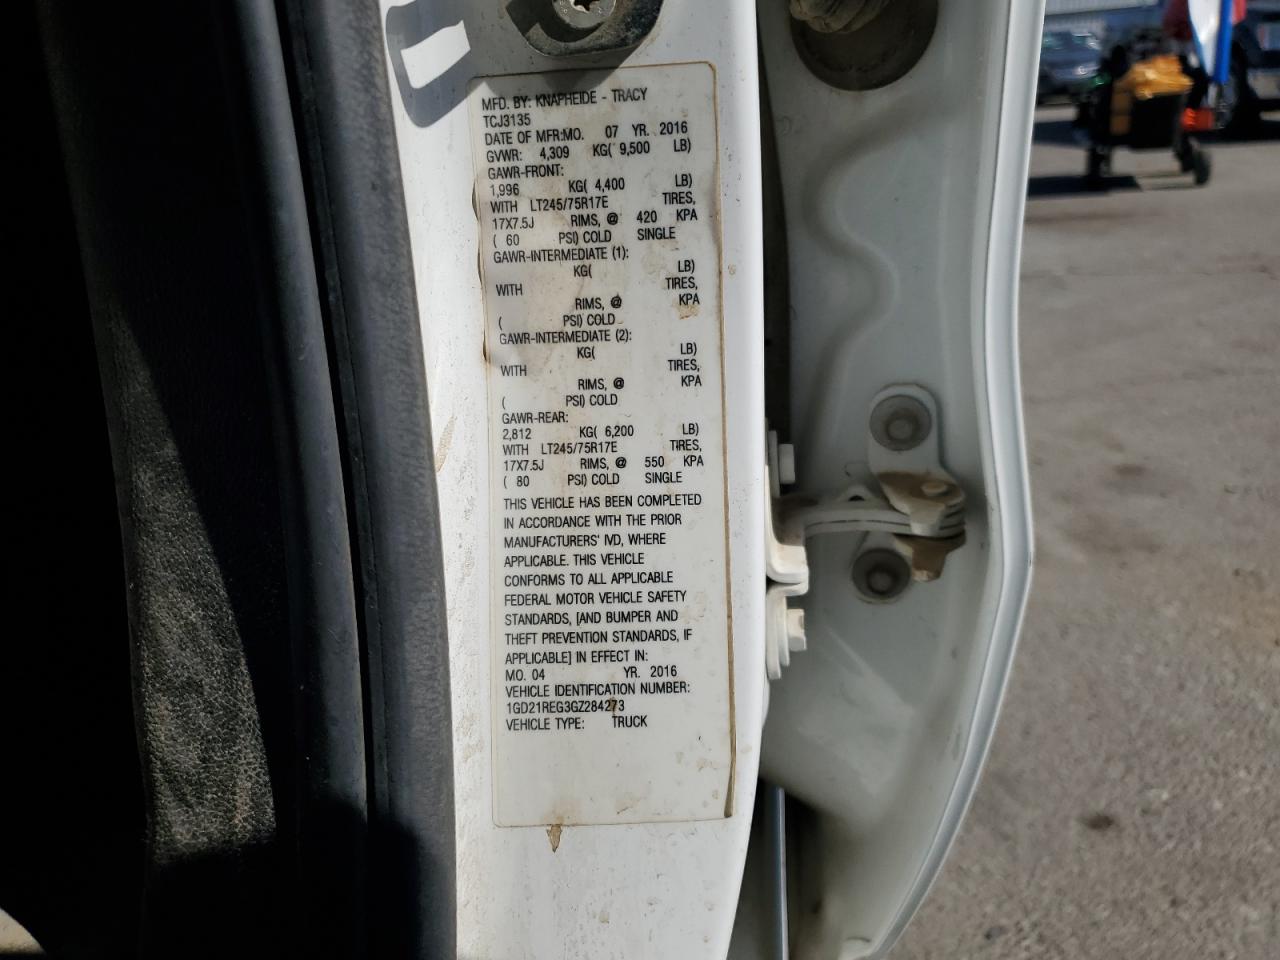 MFD. BY: KNAPHEIDE - TRACY
TCJ3135
DATE OF MFR:MO. 07 YR. 2016
GVWR: 4,309 KG( 9,500 LB)
GAWR-FRONT:
1,996 KG( 4,400 LB)
WITH LT245/75R17E TIRES,
17X7.5J RIMS, @ 420 KPA
( 60 PSI) COLD SINGLE
GAWR-INTERMEDIATE (1):
KG( LB)
WITH TIRES,
RIMS, @ KPA
( PSI) COLD
GAWR-INTERMEDIATE (2):
KG( LB)
WITH TIRES,
RIMS, @ KPA
( PSI) COLD
GAWR-REAR:
2,812 KG( 6,200 LB)
WITH LT245/75R17E TIRES,
17X7.5J RIMS, @ 550 KPA
( 80 PSI) COLD SINGLE
THIS VEHICLE HAS BEEN COMPLETED
IN ACCORDANCE WITH THE PRIOR
MANUFACTURERS' IVD, WHERE
APPLICABLE. THIS VEHICLE
CONFORMS TO ALL APPLICABLE
FEDERAL MOTOR VEHICLE SAFETY
STANDARDS, [AND BUMPER AND
THEFT PREVENTION STANDARDS, IF
APPLICABLE] IN EFFECT IN:
MO. 04 YR. 2016
VEHICLE IDENTIFICATION NUMBER:
1GD21REG3GZ284273
VEHICLE TYPE: TRUCK